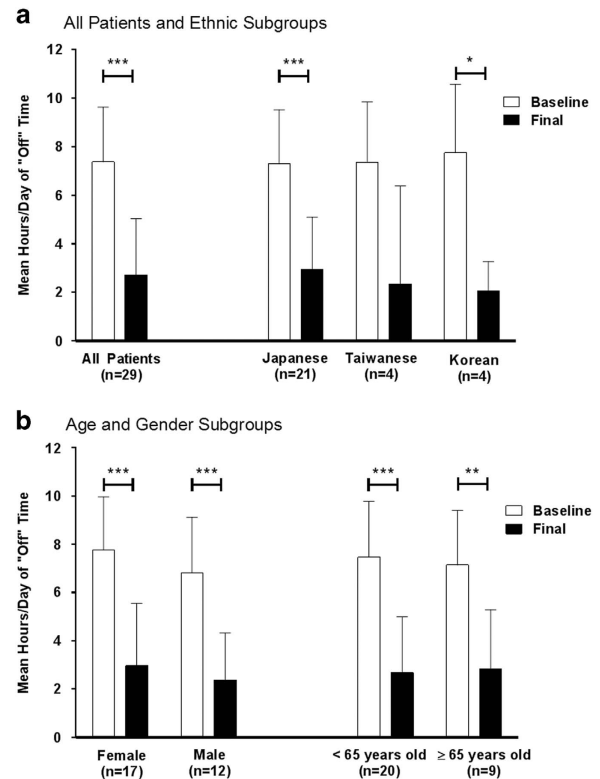 a All Patients and Ethnic Subgroups
Mean Hours/Day of "Off" Time
12
10
8
6
4
2
0
***
***
*
Baseline
Final
All Patients
(n=29)
Japanese
(n=21)
Taiwanese
(n=4)
Korean
(n=4)
b Age and Gender Subgroups
Mean Hours/Day of "Off" Time
12
10
8
6
4
2
0
***
***
***
**
Baseline
Final
Female
(n=17)
Male
(n=12)
< 65 years old
(n=20)
≥ 65 years old
(n=9)